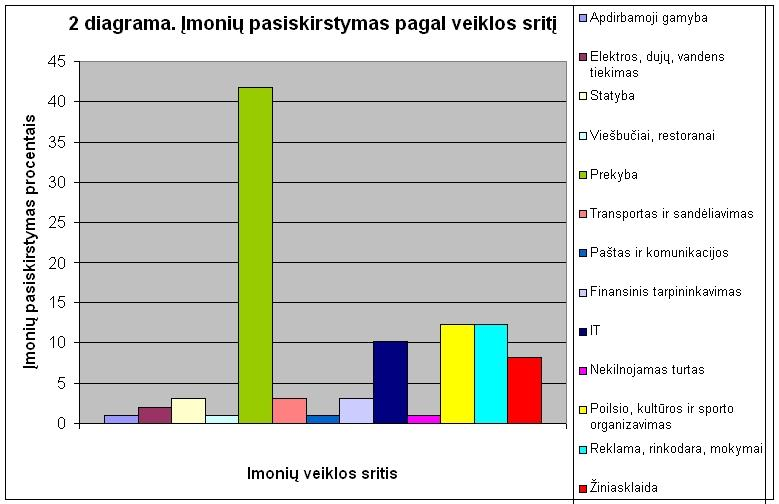 2 diagrama. Įmonių pasiskirstymas pagal veiklos sritį
Įmonių pasiskirstymas procentais
45
40
35
30
25
20
15
10
5
0
Imonių veiklos sritis
Apdirbamoji gamyba
Elektros, dujų, vandens
tiekimas
Statyba
Viešbučiai, restoranai
Prekyba
Transportas ir sandėliavimas
Paštas ir komunikacijos
Finansinis tarpininkavimas
IT
Nekilnojamas turtas
Poilsio, kultūros ir sporto
organizavimas
Reklama, rinkodara, mokymai
Žiniasklaida